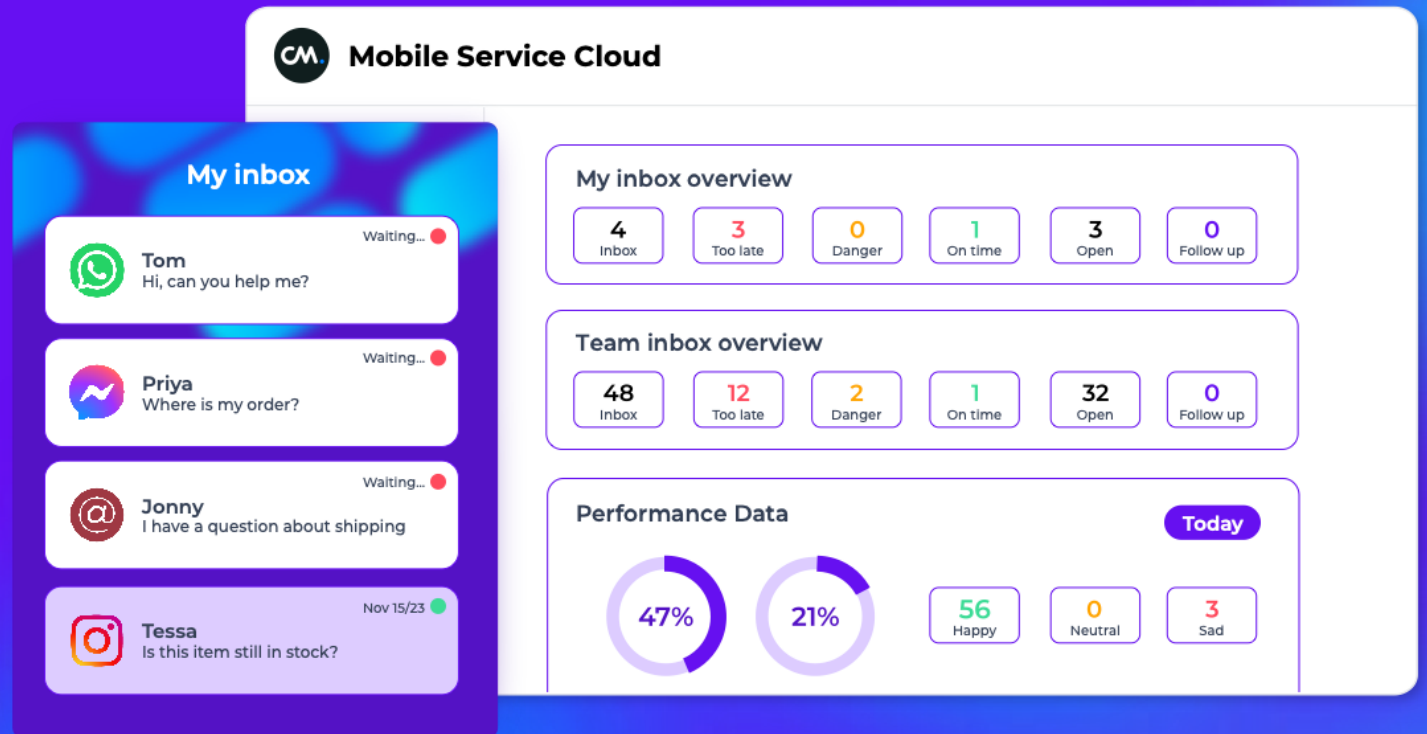 CM.
Mobile Service Cloud
My inbox
Waiting...
Tom
Hi, can you help me?
Waiting...
Priya
Where is my order?
Waiting...
@
Jonny
I have a question about shipping
Nov 15/23
Tessa
Is this item still in stock?
My inbox overview
4 3 0 1 3 0
Inbox Too late Danger On time Open Follow up
Team inbox overview
48 12 2 1 32 0
Inbox Too late Danger On time Open Follow up
Performance Data
Today
47% 21%
56 0 3
Happy Neutral Sad